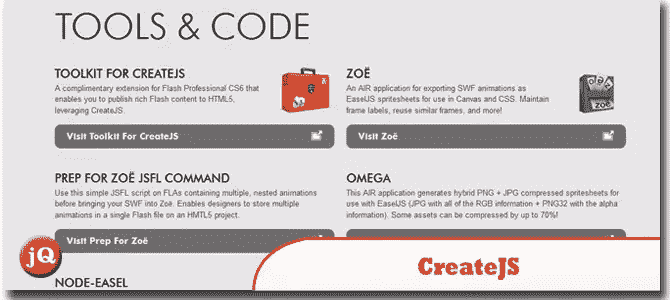 TOOLS & CODE
TOOLKIT FOR CREATEJS
A complimentary extension for Flash Professional CS6 that
enables you to publish rich Flash content to HTML5,
leveraging CreateJS.
Visit Toolkit For CreateJS
ZOË
An AIR application for exporting SWF animations as
EaselJS spritesheets for use in Canvas and CSS. Maintain
frame labels, reuse similar frames, and more!
zoë
Visit Zoë
PREP FOR ZOË JSFL COMMAND
Use this simple JSFL script on FLAs containing multiple, nested animations
before bringing your SWF into Zoë. Enables designers to store multiple
animations in a single Flash file on an HMTL5 project.
Visit Prep For Zoë
OMEGA
This AIR application generates hybrid PNG + JPG compressed spritesheets for
use with EaselJS (JPG with all of the RGB information + PNG32 with the alpha
information). Some assets can be compressed by up to 70%!
jQ
CreateJS
NODE-EASEL